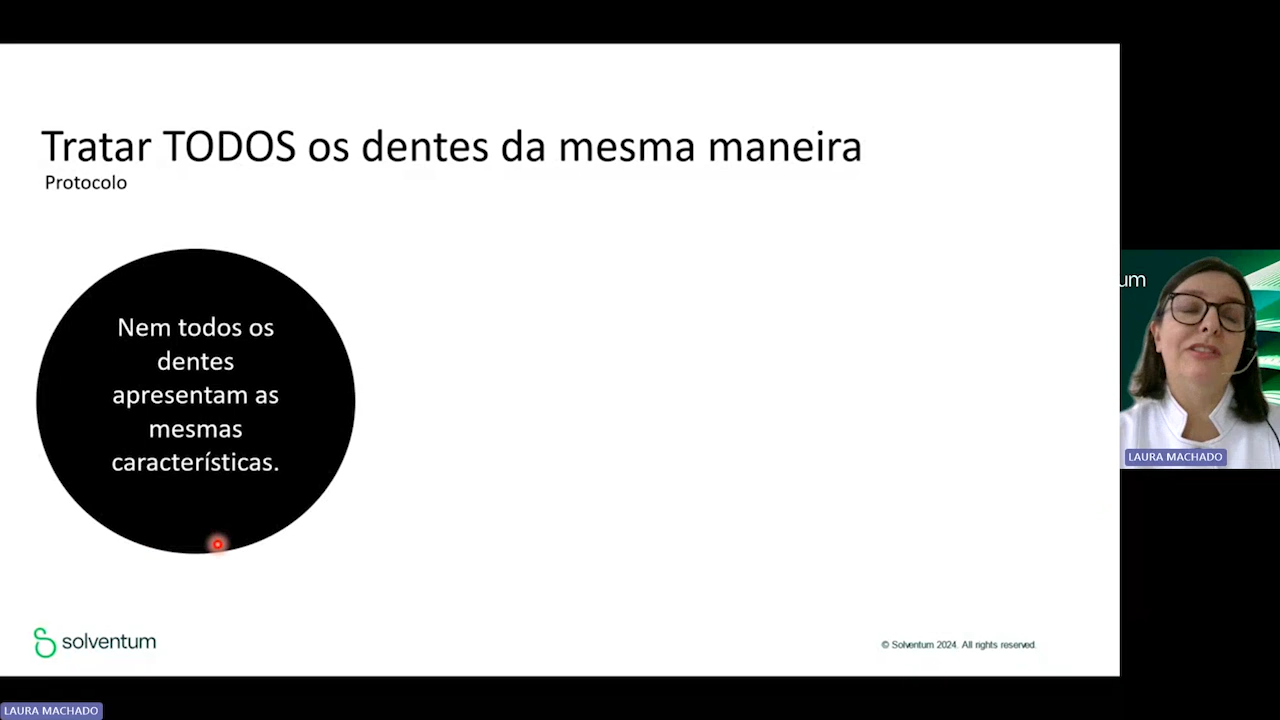 Tratar TODOS os dentes da mesma maneira
Protocolo
Nem todos os
dentes
apresentam as
mesmas
características.
um
LAURA MACHADO
solventum
© Solventum 2024. All rights reserved.
LAURA MACHADO